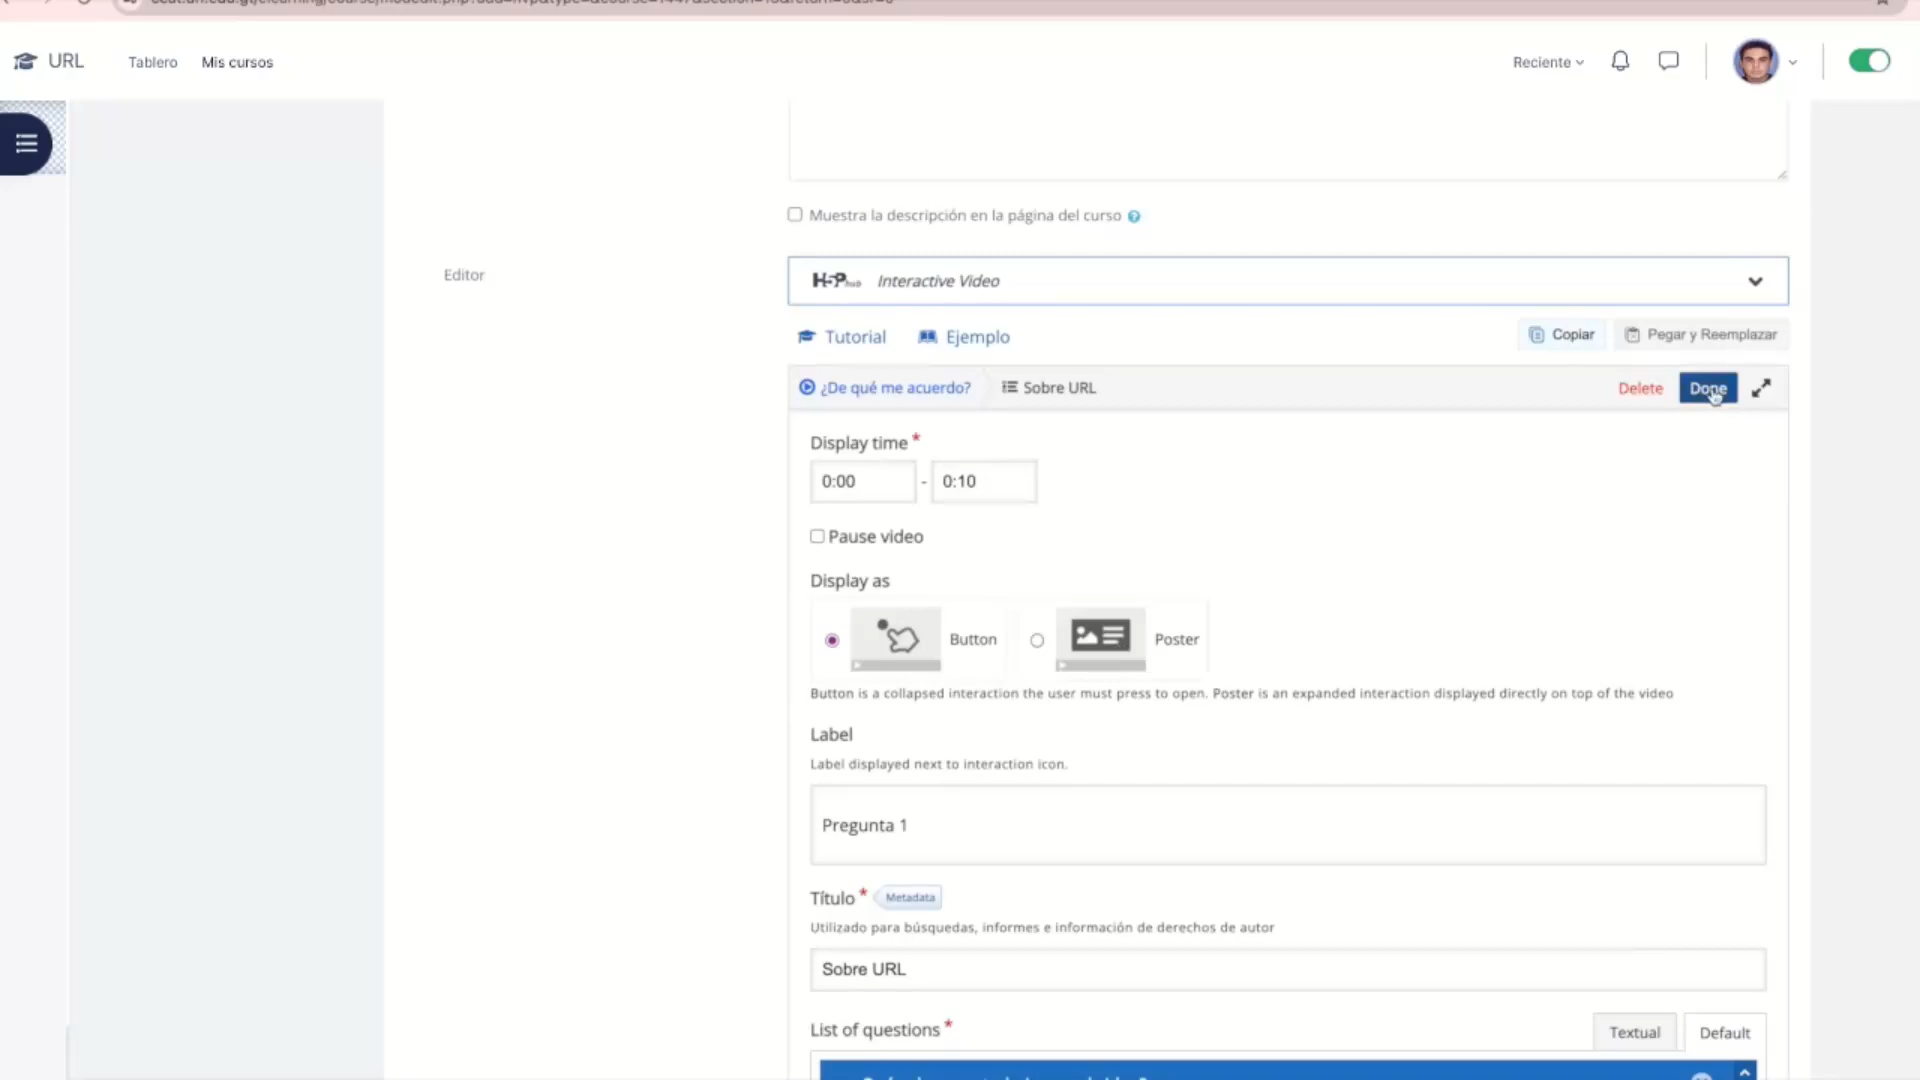 URL
Tablero
Mis cursos
Reciente
Muestra la descripción en la página del curso
Editor
H5P hub Interactive Video
Tutorial
Ejemplo
Copiar
Pegar y Reemplazar
¿De qué me acuerdo?
Sobre URL
Delete
Done
Display time *
0:00 - 0:10
Pause video
Display as
Button
Poster
Button is a collapsed interaction the user must press to open. Poster is an expanded interaction displayed directly on top of the video
Label
Label displayed next to interaction icon.
Pregunta 1
Título * Metadata
Utilizado para búsquedas, informes e información de derechos de autor
Sobre URL
List of questions *
Textual
Default